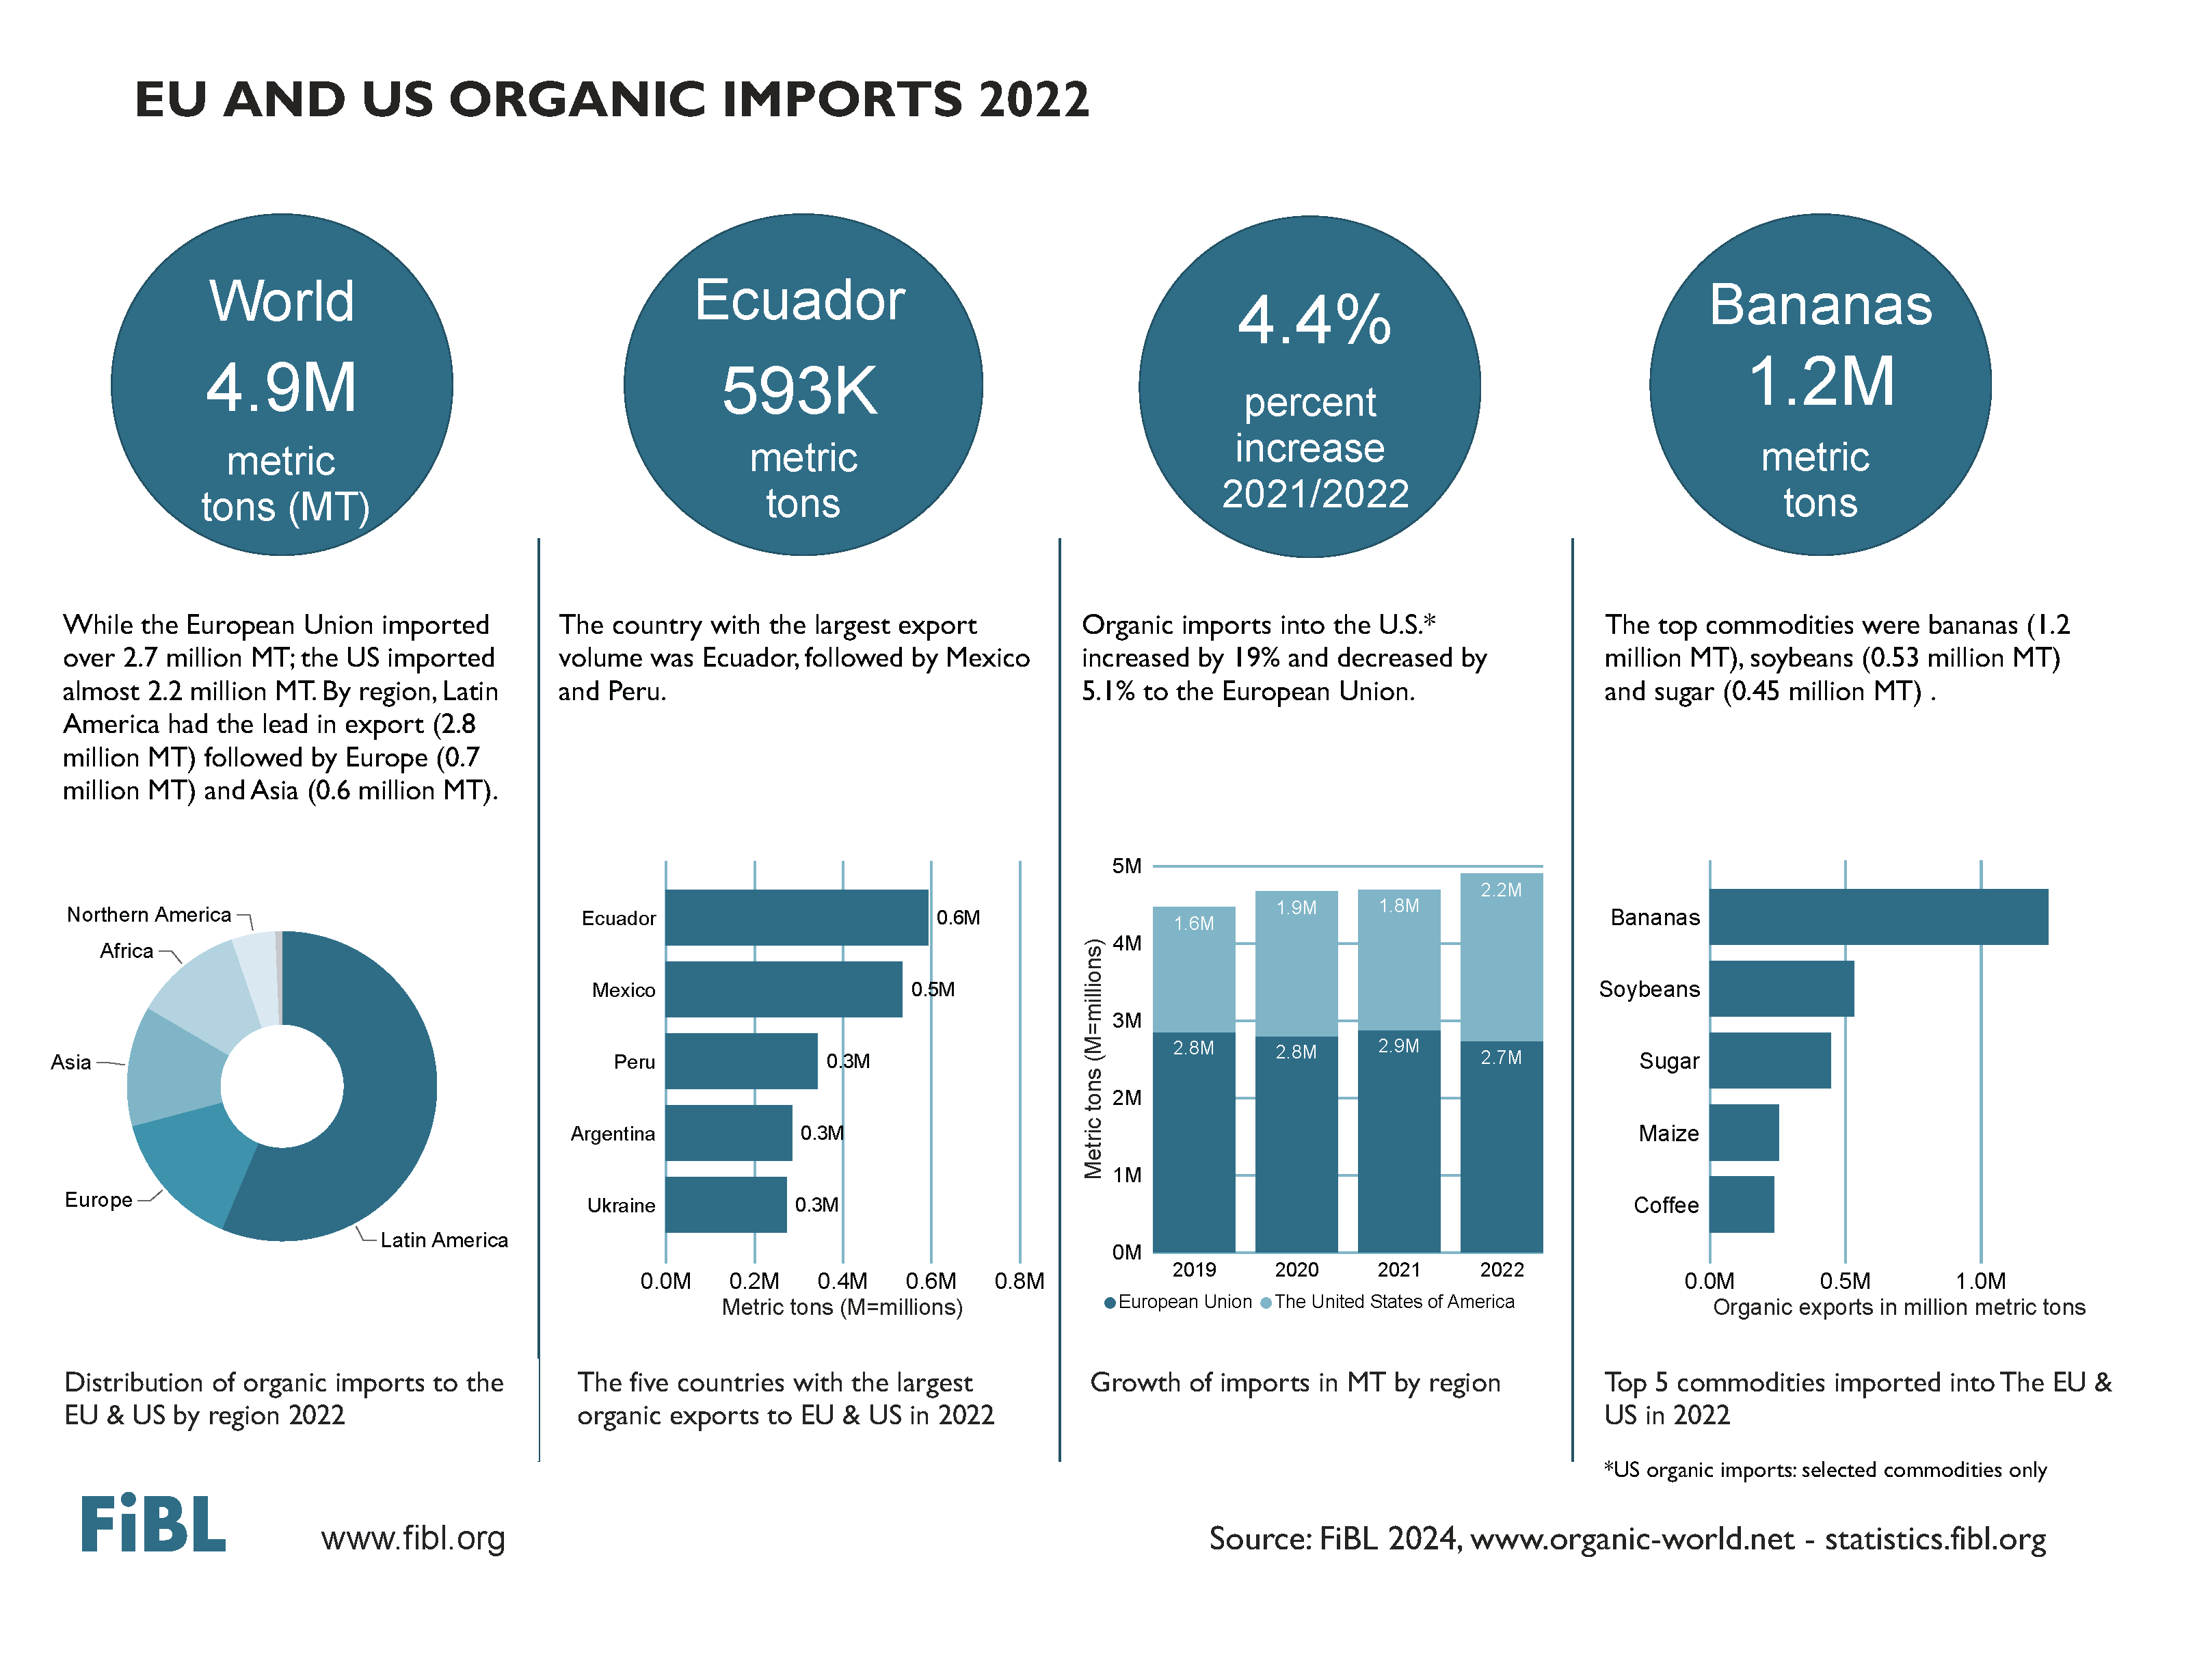 EU AND US ORGANIC IMPORTS 2022
World
4.9M
metric
tons (MT)
While the European Union imported
over 2.7 million MT; the US imported
almost 2.2 million MT. By region, Latin
America had the lead in export (2.8
million MT) followed by Europe (0.7
million MT) and Asia (0.6 million MT).
Northern America
Africa
Asia
Europe
Latin America
Distribution of organic imports to the
EU & US by region 2022
Ecuador
593K
metric
tons
The country with the largest export
volume was Ecuador, followed by Mexico
and Peru.
Ecuador 0.6M
Mexico 0.5M
Peru 0.3M
Argentina 0.3M
Ukraine 0.3M
0.0M 0.2M 0.4M 0.6M 0.8M
Metric tons (M=millions)
The five countries with the largest
organic exports to EU & US in 2022
4.4%
percent
increase
2021/2022
Organic imports into the U.S.*
increased by 19% and decreased by
5.1% to the European Union.
Metric tons (M=millions)
5M
4M
3M
2M
1M
0M
1.6M 1.9M 1.8M 2.2M
2.8M 2.8M 2.9M 2.7M
2019 2020 2021 2022
European Union The United States of America
Growth of imports in MT by region
Bananas
1.2M
metric
tons
The top commodities were bananas (1.2
million MT), soybeans (0.53 million MT)
and sugar (0.45 million MT) .
Bananas
Soybeans
Sugar
Maize
Coffee
0.0M 0.5M 1.0M
Organic exports in million metric tons
Top 5 commodities imported into The EU &
US in 2022
*US organic imports: selected commodities only
FiBL
www.fibl.org
Source: FiBL 2024, www.organic-world.net - statistics.fibl.org